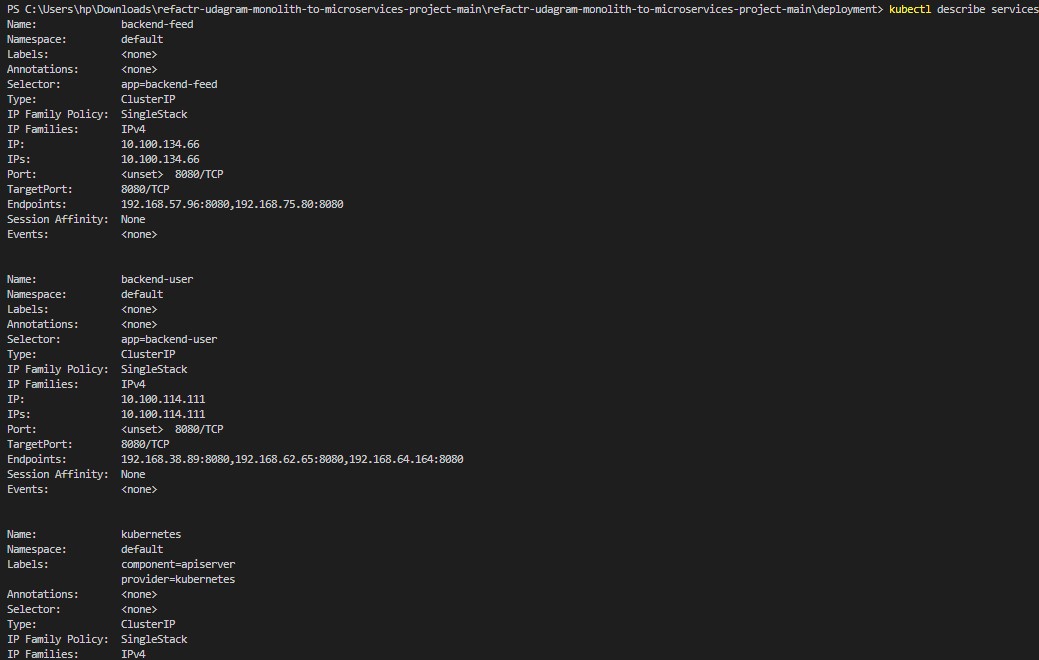 PS C:\Users\hp\Downloads\refactr-udagram-monolith-to-microservices-project-main\refactr-udagram-monolith-to-microservices-project-main\deployment> kubectl describe services
Name:              backend-feed
Namespace:         default
Labels:            <none>
Annotations:       <none>
Selector:          app=backend-feed
Type:              ClusterIP
IP Family Policy:  SingleStack
IP Families:       IPv4
IP:                10.100.134.66
IPs:               10.100.134.66
Port:              <unset>  8080/TCP
TargetPort:        8080/TCP
Endpoints:         192.168.57.96:8080,192.168.75.80:8080
Session Affinity:  None
Events:            <none>
Name:              backend-user
Namespace:         default
Labels:            <none>
Annotations:       <none>
Selector:          app=backend-user
Type:              ClusterIP
IP Family Policy:  SingleStack
IP Families:       IPv4
IP:                10.100.114.111
IPs:               10.100.114.111
Port:              <unset>  8080/TCP
TargetPort:        8080/TCP
Endpoints:         192.168.38.89:8080,192.168.62.65:8080,192.168.64.164:8080
Session Affinity:  None
Events:            <none>
Name:              kubernetes
Namespace:         default
Labels:            component=apiserver
                   provider=kubernetes
Annotations:       <none>
Selector:          <none>
Type:              ClusterIP
IP Family Policy:  SingleStack
IP Families:       IPv4